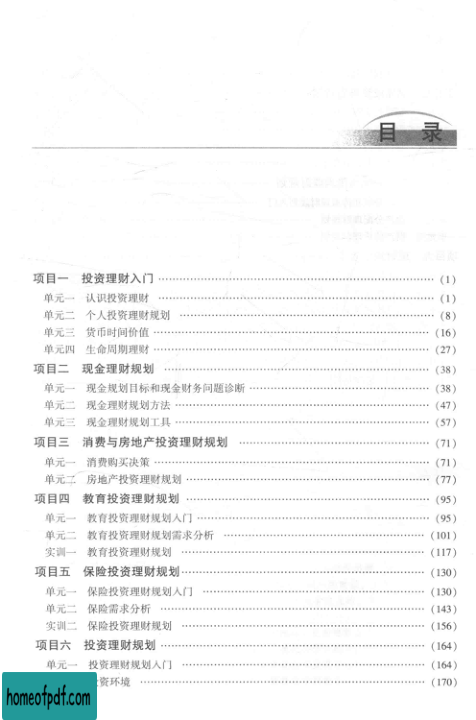 目 录
项目一 投资理财入门 ……………… (1)
单元一 认识投资理财 ……………… (1)
单元二 个人投资理财规划 ……………… (8)
单元三 货币时间价值 ……………… (16)
单元四 生命周期理财 ……………… (27)
项目二 现金理财规划 ……………… (38)
单元一 现金规划目标和现金财务问题诊断 ……………… (38)
单元二 现金理财规划方法 ……………… (47)
单元三 现金理财规划工具 ……………… (57)
项目三 消费与房地产投资理财规划 ……………… (71)
单元一 消费购买决策 ……………… (71)
单元二 房地产投资理财规划 ……………… (77)
项目四 教育投资理财规划 ……………… (95)
单元一 教育投资理财规划入门 ……………… (95)
单元二 教育投资理财规划需求分析 ……………… (101)
实训一 教育投资理财规划 ……………… (117)
项目五 保险投资理财规划 ……………… (130)
单元一 保险投资理财规划入门 ……………… (130)
单元二 保险需求分析 ……………… (143)
实训二 保险投资理财规划 ……………… (156)
项目六 投资理财规划 ……………… (164)
单元一 投资理财规划入门 ……………… (164)
资环境 ……………… (170)
homeofpdf.com